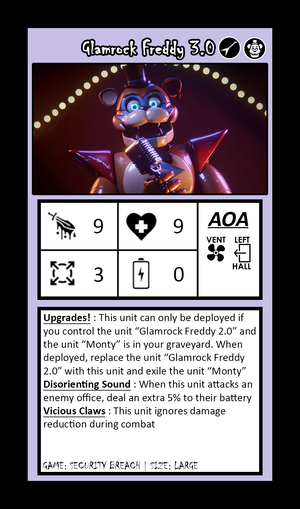 Glamrock Freddy 3.0
9
9
AOA
VENT
LEFT
HALL
3
0
Upgrades! : This unit can only be deployed if
you control the unit “Glamrock Freddy 2.0” and
the unit “Monty” is in your graveyard. When
deployed, replace the unit “Glamrock Freddy
2.0” with this unit and exile the unit “Monty”
Disorienting Sound : When this unit attacks an
enemy office, deal an extra 5% to their battery
Vicious Claws : This unit ignores damage
reduction during combat
GAME: SECURITY BREACH | SIZE: LARGE